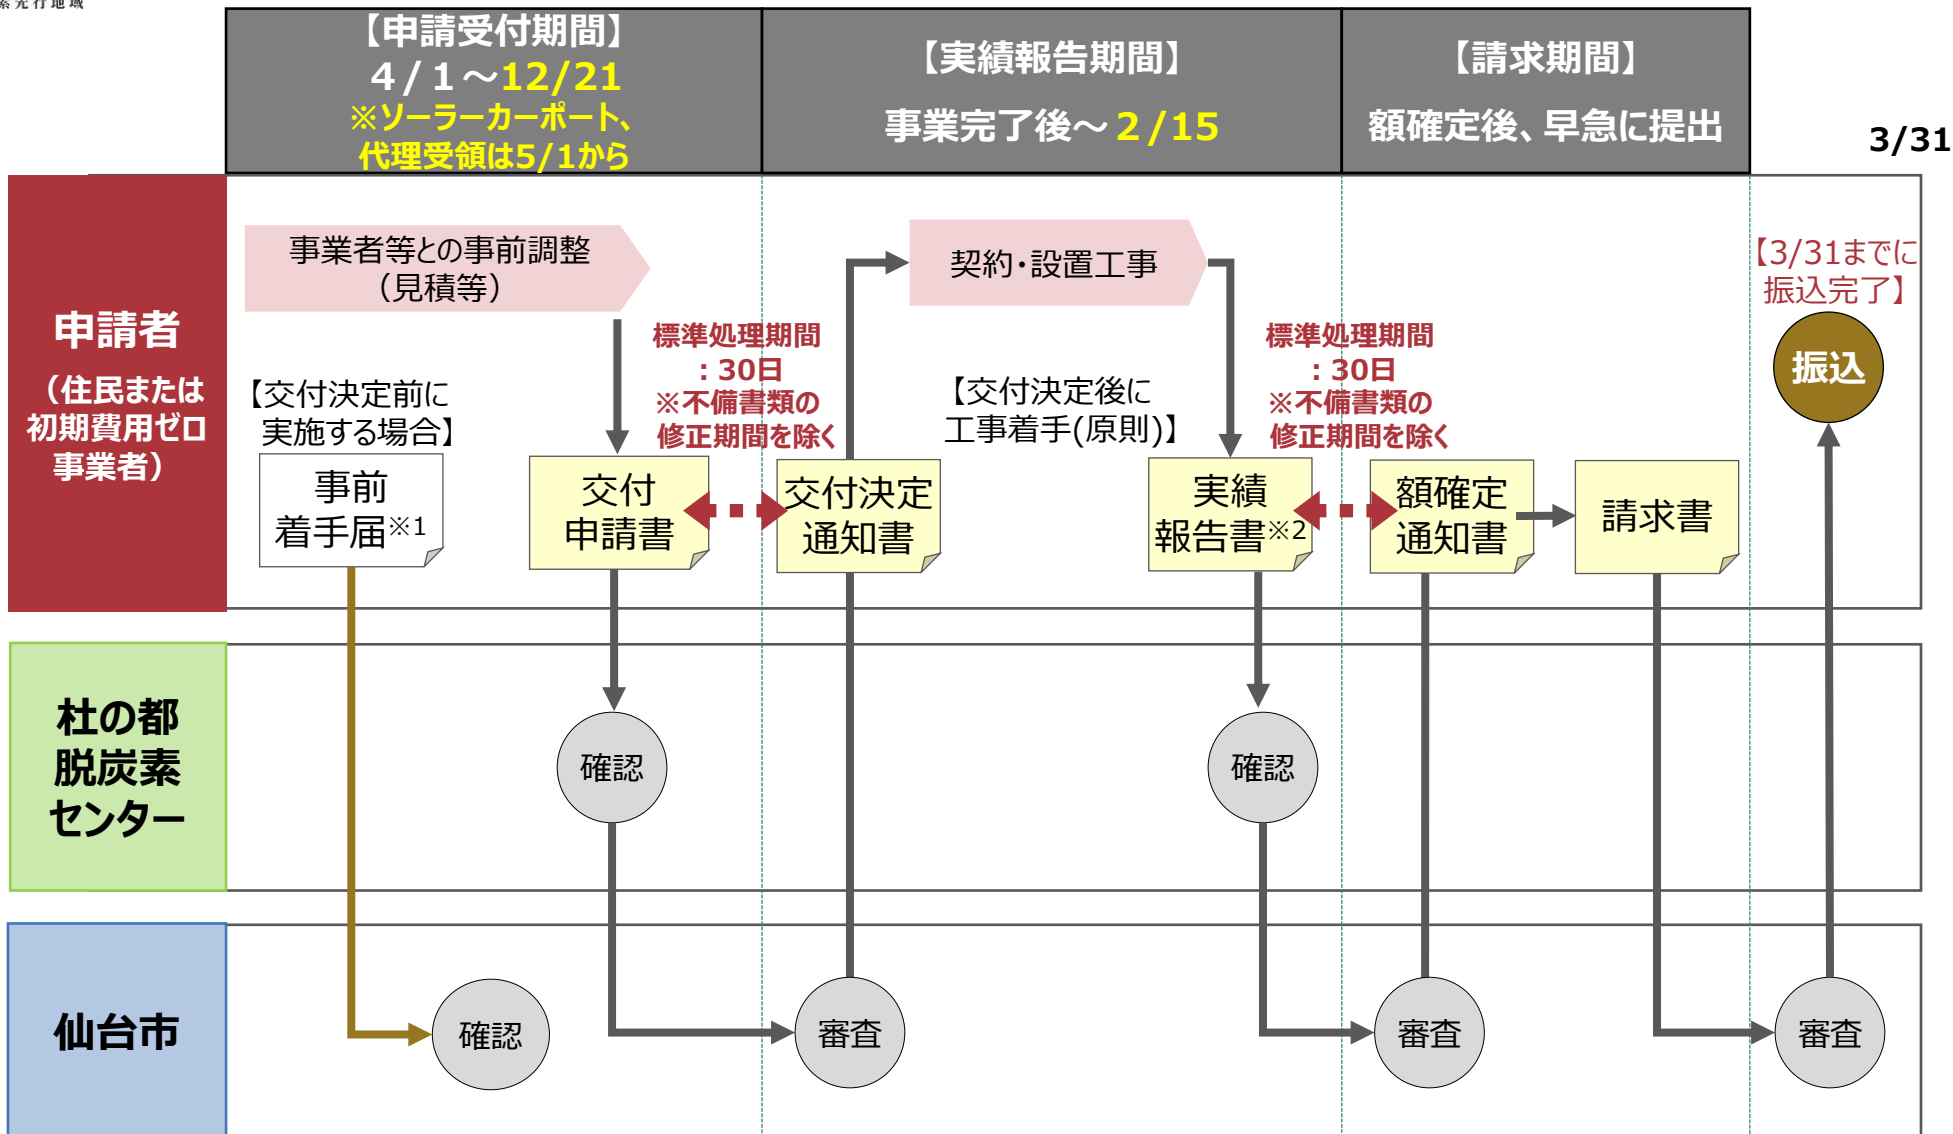 素先行地域
【申請受付期間】
4/1~12/21
※ソーラーカーポート、
代理受領は5/1から
【実績報告期間】
事業完了後~2/15
【請求期間】
額確定後、早急に提出
3/31
申請者
(住民または
初期費用ゼロ
事業者)
事業者等との事前調整
(見積等)
【交付決定前に
実施する場合】
事前
着手届※1
交付
申請書
標準処理期間
:30日
※不備書類の
修正期間を除く
交付決定
通知書
契約・設置工事
【交付決定後に
工事着手(原則)】
実績
報告書※2
標準処理期間
:30日
※不備書類の
修正期間を除く
額確定
通知書
請求書
【3/31までに
振込完了】
振込
杜の都
脱炭素
センター
確認
確認
仙台市
確認
審査
審査
審査